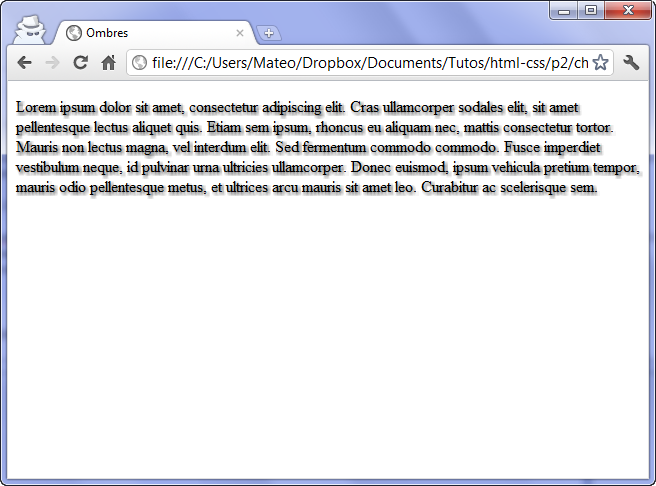 Ombres
file:///C:/Users/Mateo/Dropbox/Documents/Tutos/html-css/p2/ch
Lorem ipsum dolor sit amet, consectetur adipiscing elit. Cras ullamcorper sodales elit, sit amet
pellentesque lectus aliquet quis. Etiam sem ipsum, rhoncus eu aliquam nec, mattis consectetur tortor.
Mauris non lectus magna, vel interdum elit. Sed fermentum commodo commodo. Fusce imperdiet
vestibulum neque, id pulvinar urna ultricies ullamcorper. Donec euismod, ipsum vehicula pretium tempor,
mauris odio pellentesque metus, et ultrices arcu mauris sit amet leo. Curabitur ac scelerisque sem.